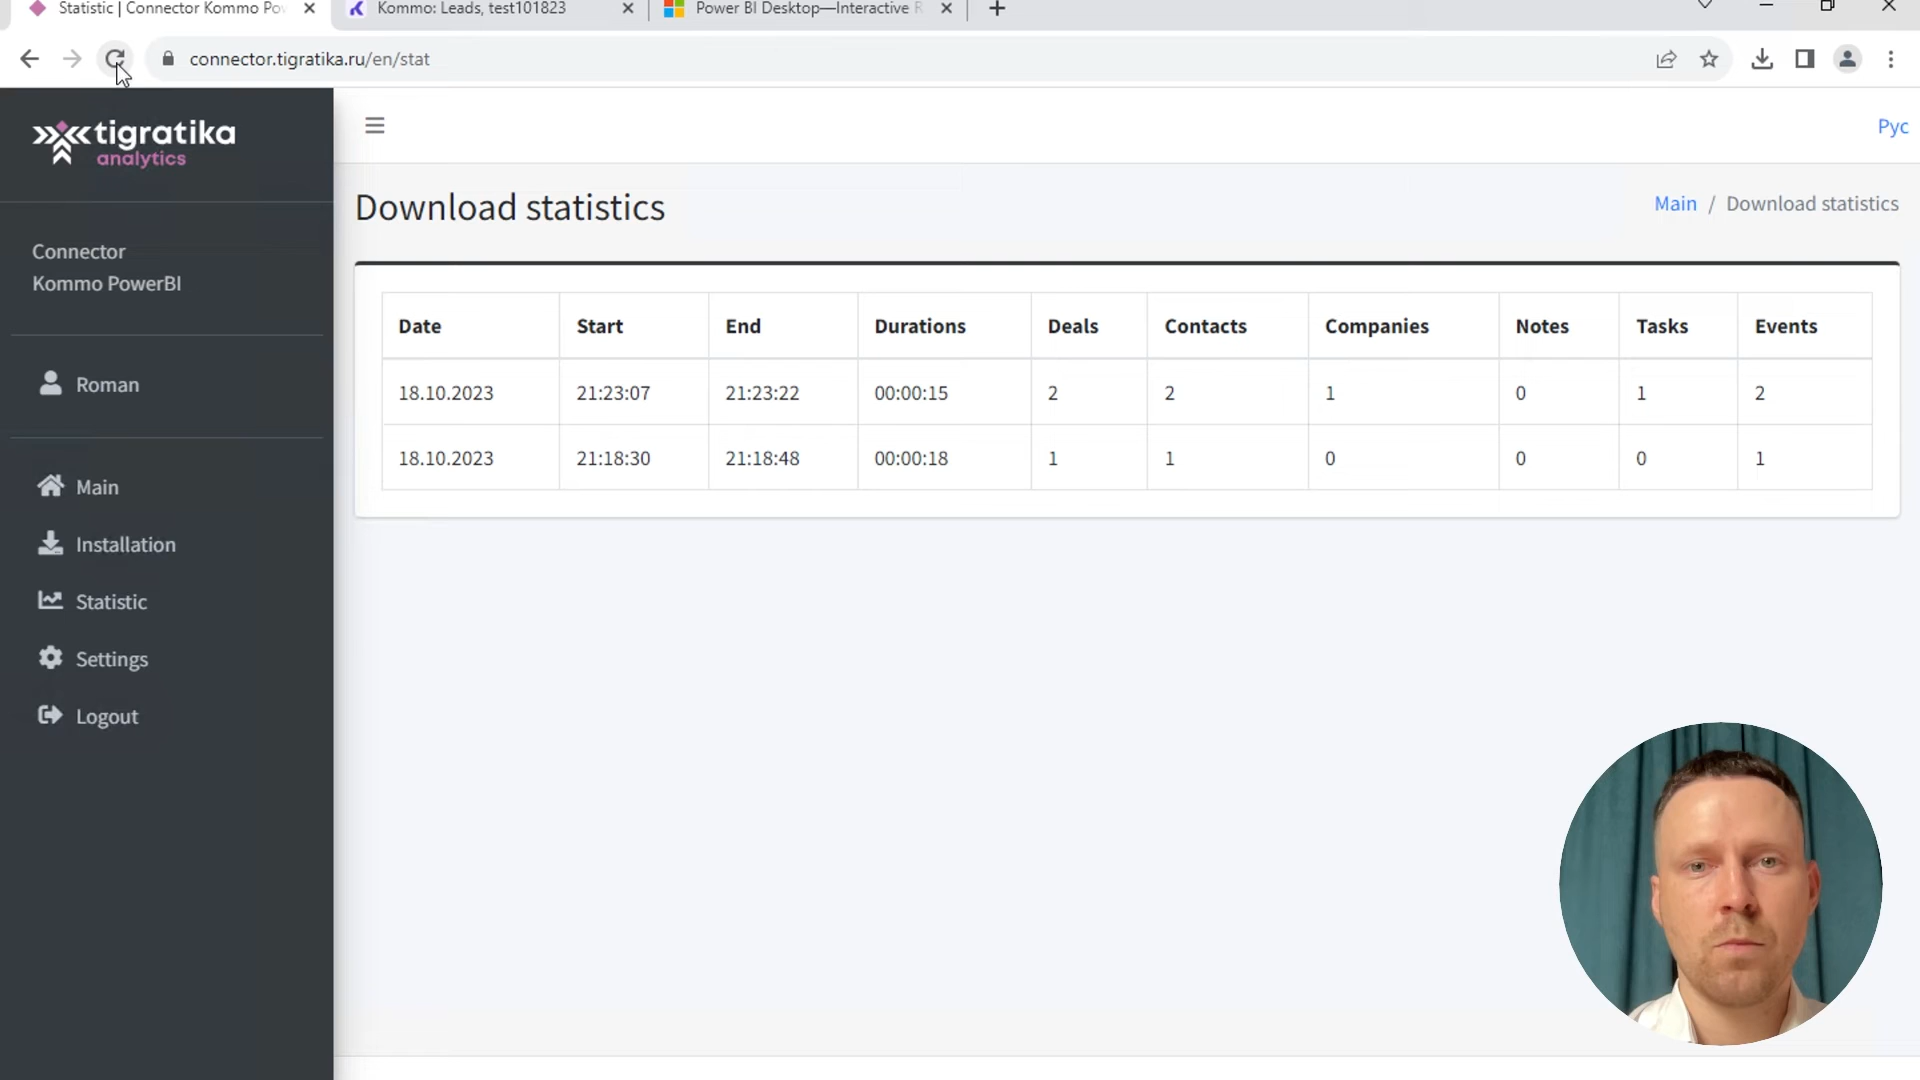 Statistic | Connector Kommo Po
Kommo: Leads, test101823
Power BI Desktop—Interactive R
connector.tigratika.ru/en/stat
tigratika
analytics
Рус
Connector
Kommo PowerBI
Roman
Main
Installation
Statistic
Settings
Logout
Download statistics
Main / Download statistics
Date Start End Durations Deals Contacts Companies Notes Tasks Events
18.10.2023 21:23:07 21:23:22 00:00:15 2 2 1 0 1 2
18.10.2023 21:18:30 21:18:48 00:00:18 1 1 0 0 0 1